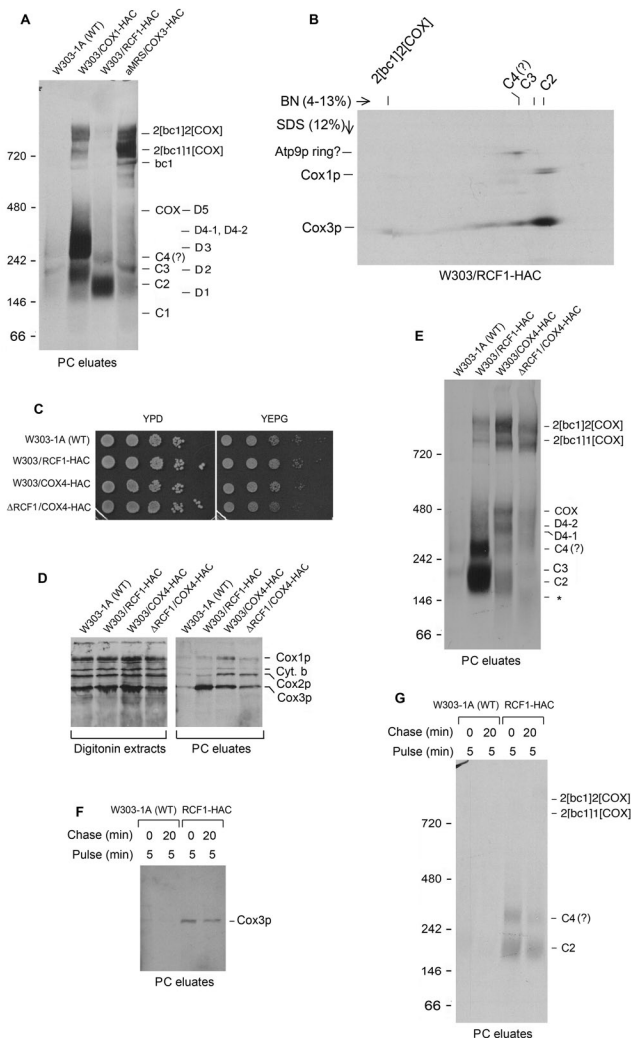 A
W303-1A (WT)
W303/COX1-HAC
W303/RCF1-HAC
aMRS/COX3-HAC
720 –
480 –
242 –
146 –
66 –
2[bc1]2[COX]
2[bc1]1[COX]
bc1
COX – D5
D4-1, D4-2
D3
C4(?)
C3 – D2
C2
D1
C1
PC eluates
B
2[bc1]2[COX]
C4(?)
C3
C2
BN (4-13%)
SDS (12%)
Atp9p ring?
Cox1p
Cox3p
W303/RCF1-HAC
C
YPD
YEPG
W303-1A (WT)
W303/RCF1-HAC
W303/COX4-HAC
ΔRCF1/COX4-HAC
D
W303-1A (WT)
W303/RCF1-HAC
W303/COX4-HAC
ΔRCF1/COX4-HAC
W303-1A (WT)
W303/RCF1-HAC
W303/COX4-HAC
ΔRCF1/COX4-HAC
Cox1p
Cyt. b
Cox2p
Cox3p
Digitonin extracts
PC eluates
E
W303-1A (WT)
W303/RCF1-HAC
W303/COX4-HAC
ΔRCF1/COX4-HAC
720 –
480 –
242 –
146 –
66 –
2[bc1]2[COX]
2[bc1]1[COX]
COX
D4-2
D4-1
C4(?)
C3
C2
*
PC eluates
F
W303-1A (WT) RCF1-HAC
Chase (min) 0 20 0 20
Pulse (min) 5 5 5 5
Cox3p
PC eluates
G
W303-1A (WT) RCF1-HAC
Chase (min) 0 20 0 20
Pulse (min) 5 5 5 5
720 –
480 –
242 –
146 –
66 –
2[bc1]2[COX]
2[bc1]1[COX]
C4(?)
C2
PC eluates